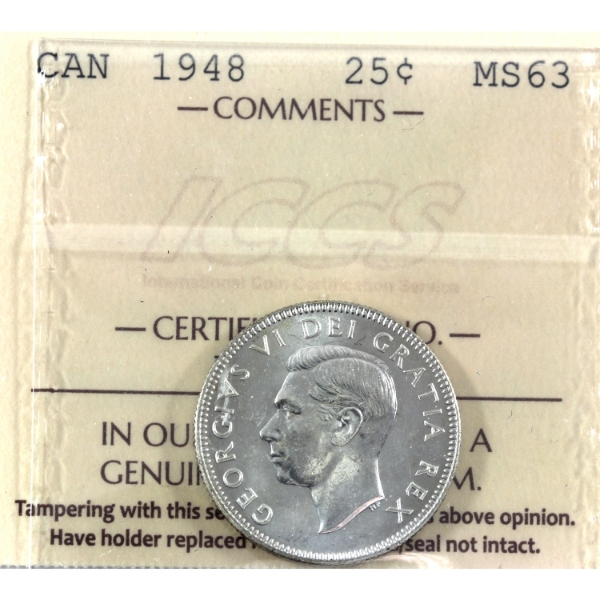 CAN 1948 25¢ MS63
— COMMENTS —
ICCS
International Coin Certification Service
— CERTIF O. —
IN OU A
GENUI M.
Tampering with this se above opinion.
Have holder replaced /seal not intact.
GEORGIVS VI DEI GRATIA REX